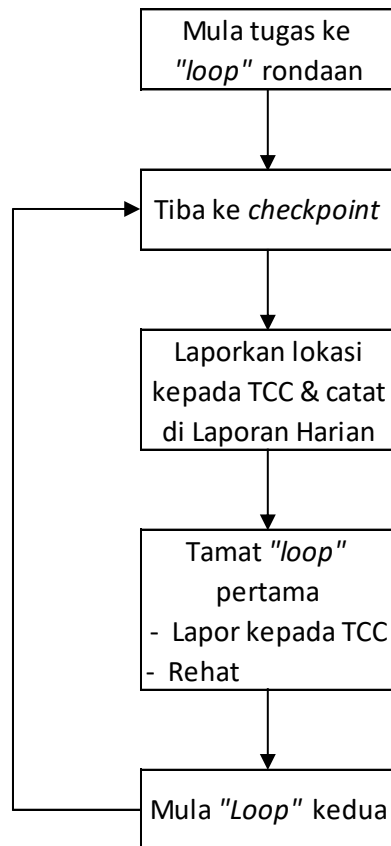 Mula tugas ke
"loop" rondaan
Tiba ke checkpoint
Laporkan lokasi
kepada TCC & catat
di Laporan Harian
Tamat "loop"
pertama
- Lapor kepada TCC
- Rehat
Mula "Loop" kedua